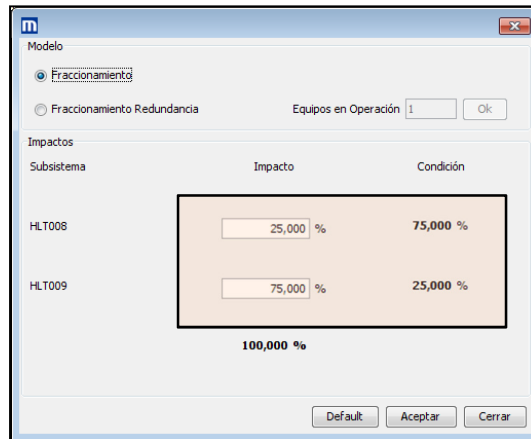 m
Modelo
Fraccionamiento
Fraccionamiento Redundancia Equipos en Operación 1 Ok
Impactos
Subsistema Impacto Condición
HLT008 25,000 % 75,000 %
HLT009 75,000 % 25,000 %
100,000 %
Default Aceptar Cerrar